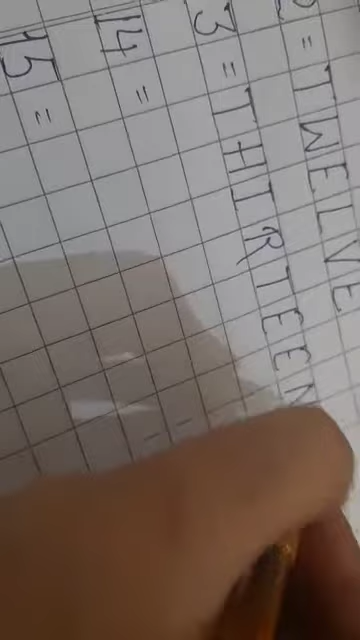 = TWELVE
3 = THIRTEEN
14 =
15 =